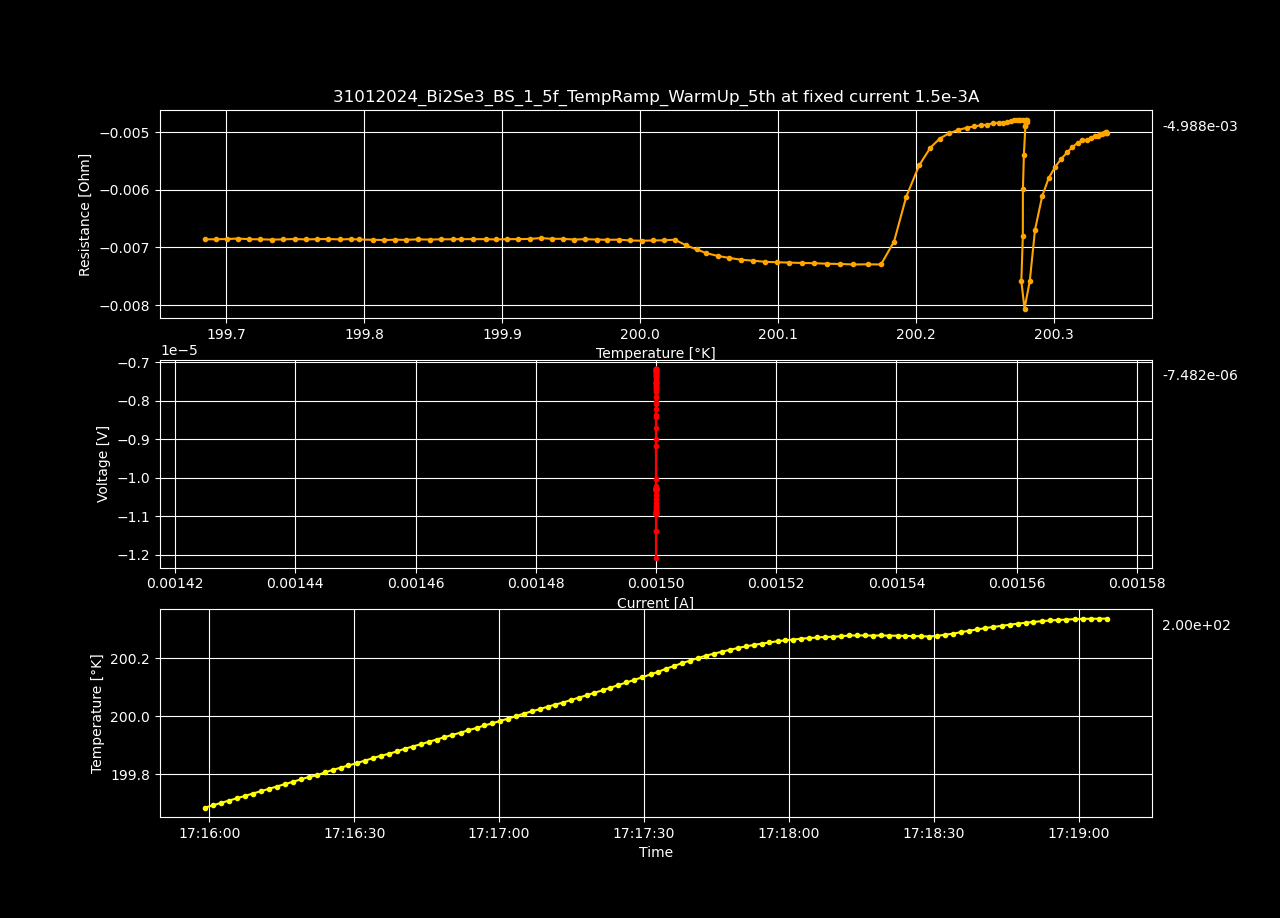 31012024_Bi2Se3_BS_1_5f_TempRamp_WarmUp_5th at fixed current 1.5e-3A
-4.988e-03
Resistance [Ohm]
−0.005
−0.006
−0.007
−0.008
199.7 199.8 199.9 200.0 200.1 200.2 200.3
Temperature [°K]
1e−5
-7.482e-06
Voltage [V]
−0.7
−0.8
−0.9
−1.0
−1.1
−1.2
0.00142 0.00144 0.00146 0.00148 0.00150 0.00152 0.00154 0.00156 0.00158
Current [A]
2.00e+02
Temperature [°K]
200.2
200.0
199.8
17:16:00 17:16:30 17:17:00 17:17:30 17:18:00 17:18:30 17:19:00
Time